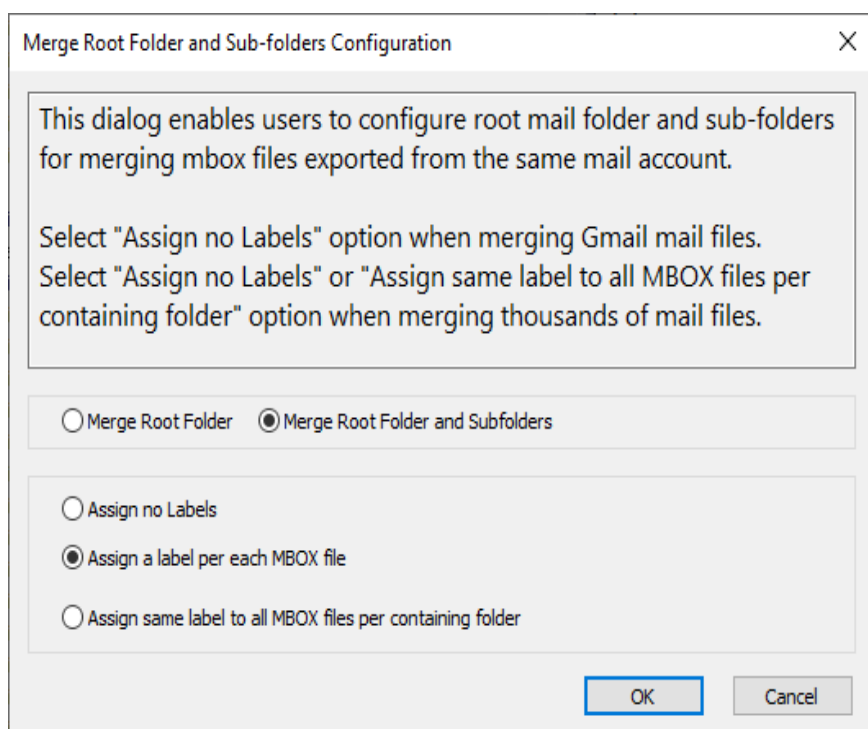 Merge Root Folder and Sub-folders Configuration
This dialog enables users to configure root mail folder and sub-folders
for merging mbox files exported from the same mail account.
Select "Assign no Labels" option when merging Gmail mail files.
Select "Assign no Labels" or "Assign same label to all MBOX files per
containing folder" option when merging thousands of mail files.
Merge Root Folder Merge Root Folder and Subfolders
Assign no Labels
Assign a label per each MBOX file
Assign same label to all MBOX files per containing folder
OK Cancel